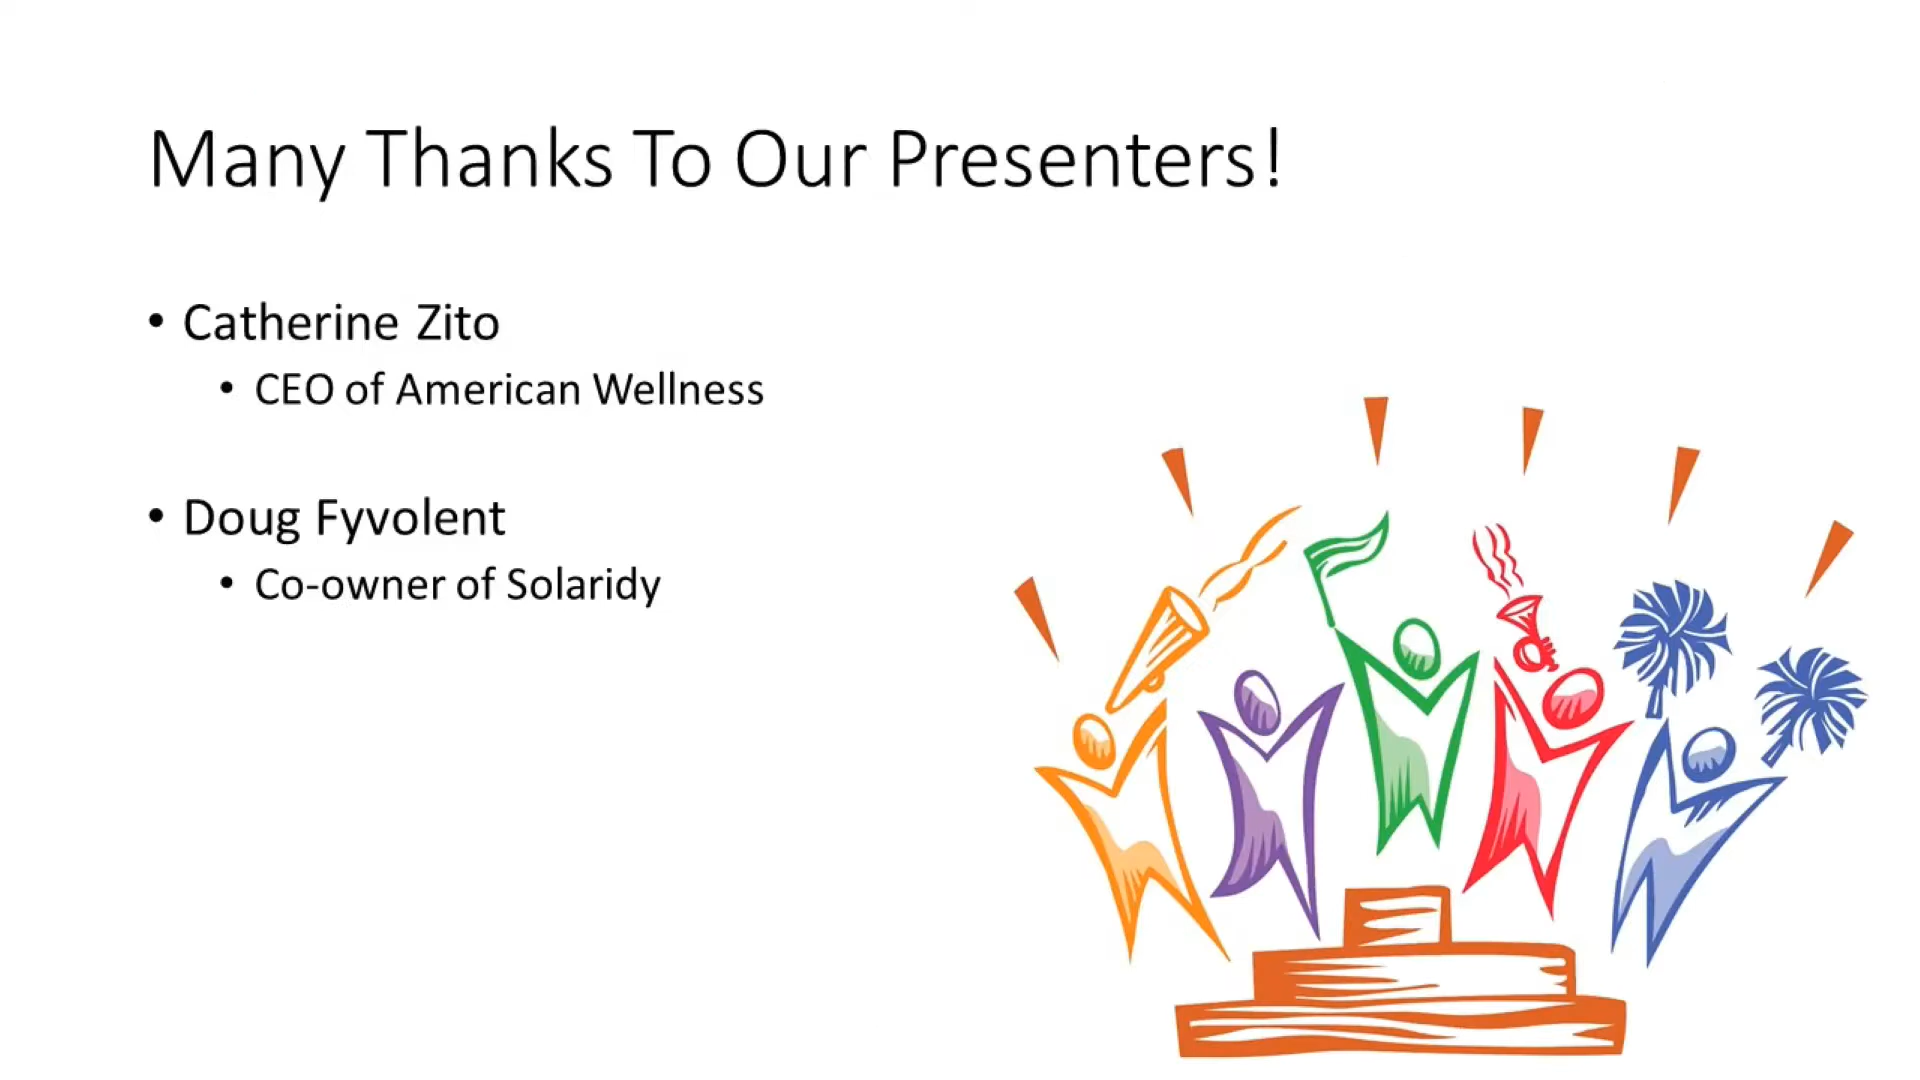 Many Thanks To Our Presenters!
• Catherine Zito
• CEO of American Wellness
• Doug Fyvolent
• Co-owner of Solaridy